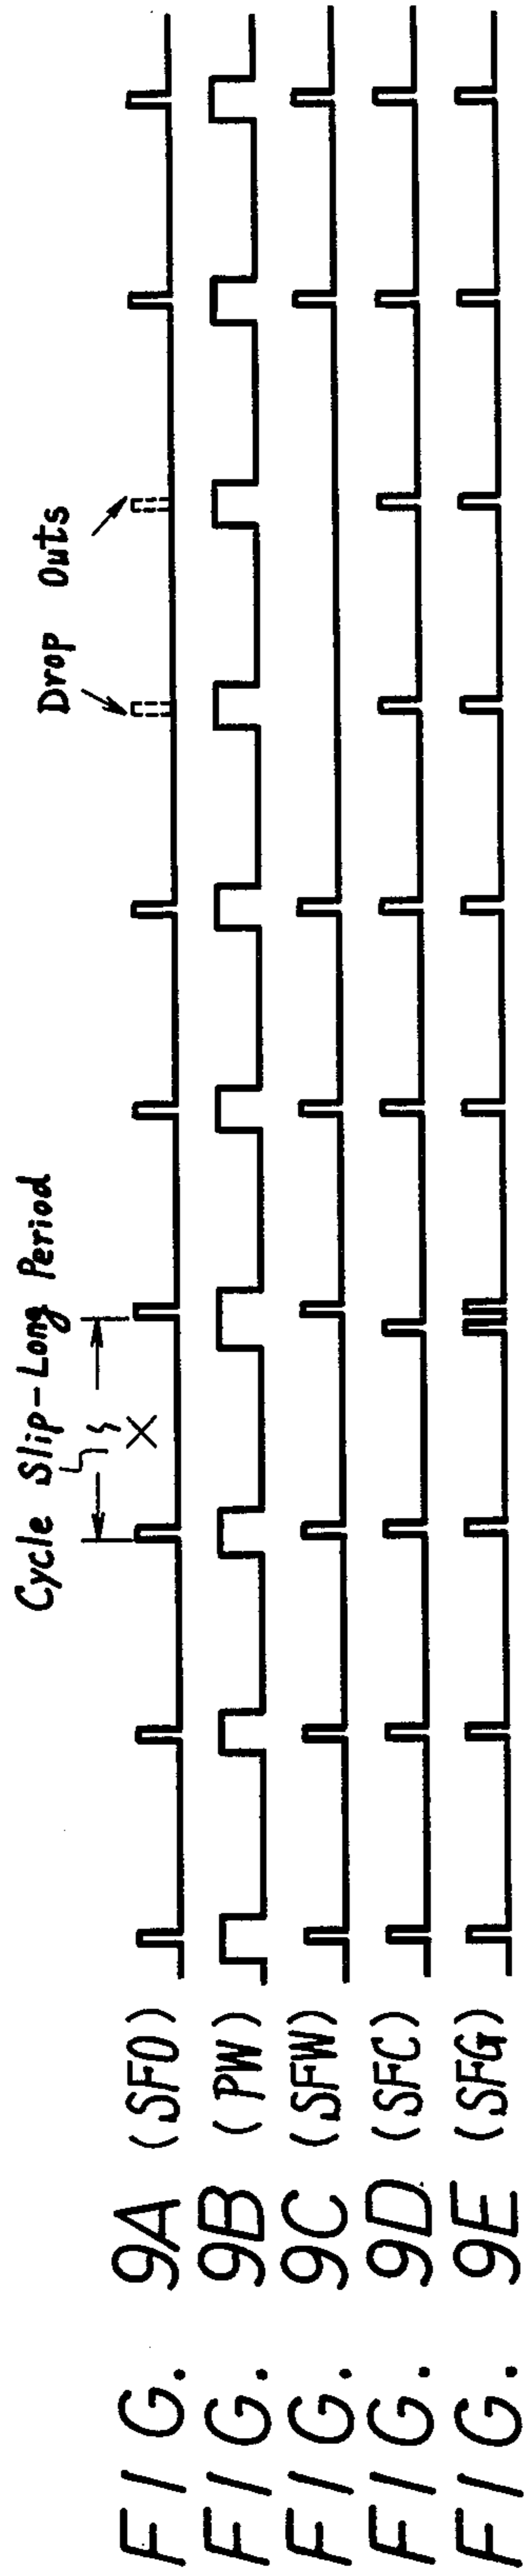 Cycle Slip-Long Period
Drop Outs
FIG. 9A (SFO)
FIG. 9B (PW)
FIG. 9C (SFW)
FIG. 9D (SFC)
FIG. 9E (SFG)